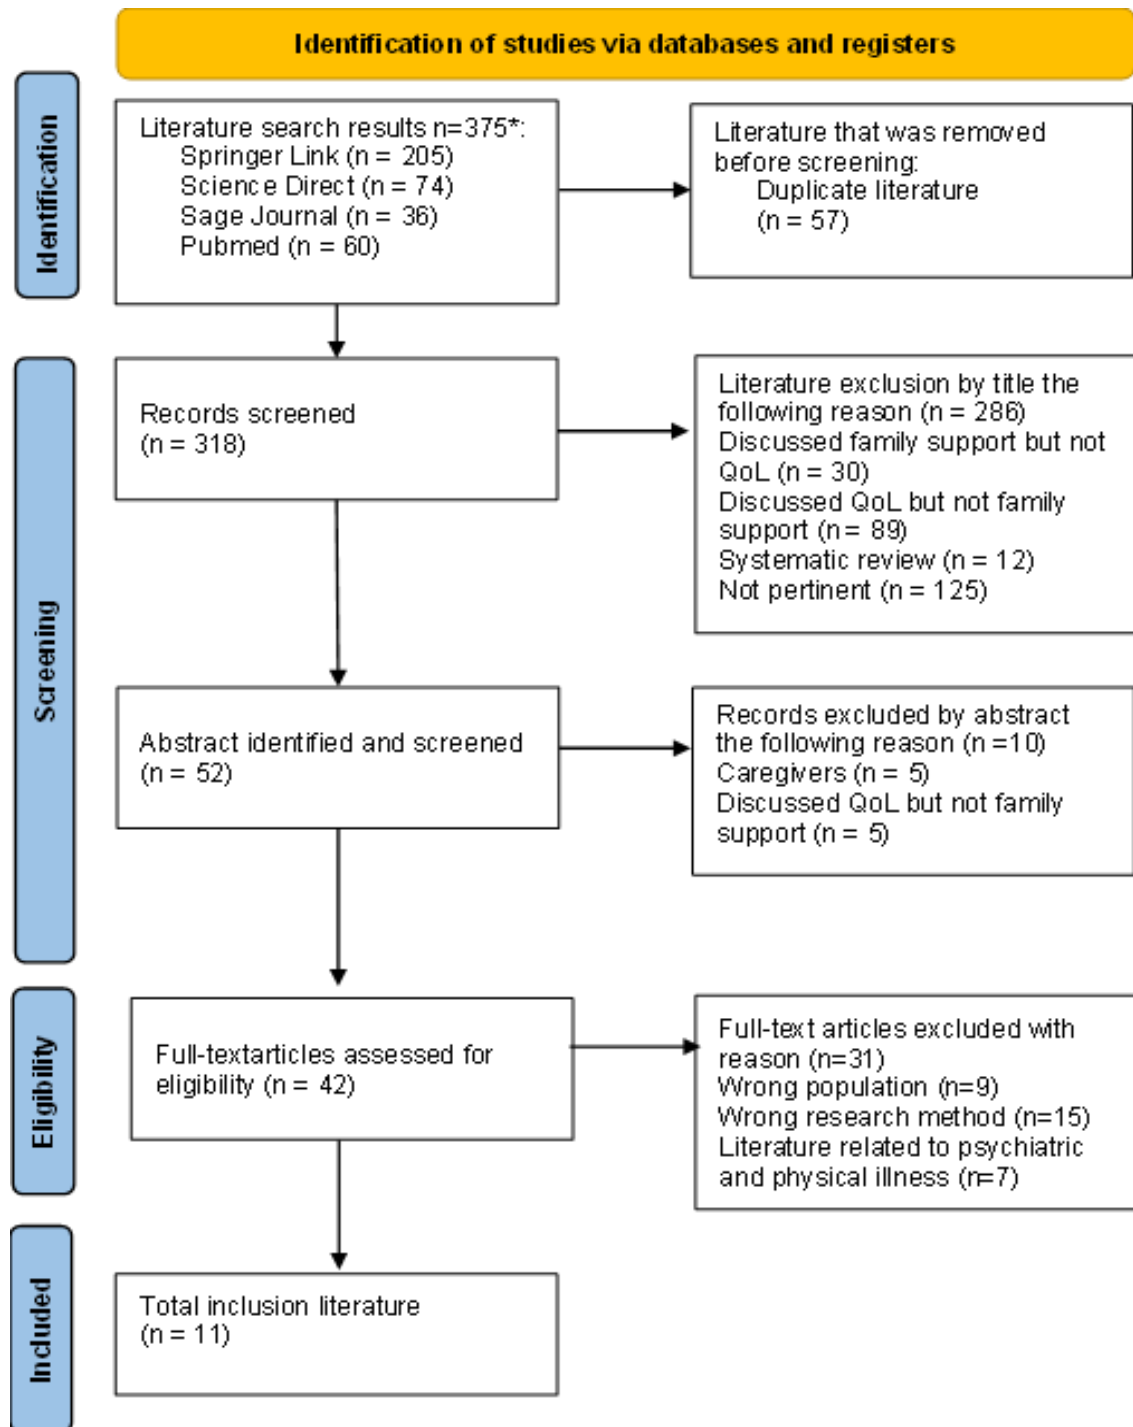 Identification of studies via databases and registers
Identification
Literature search results n=375*:
Springer Link (n = 205)
Science Direct (n = 74)
Sage Journal (n = 36)
Pubmed (n = 60)
Literature that was removed
before screening:
Duplicate literature
(n = 57)
Screening
Records screened
(n = 318)
Literature exclusion by title the
following reason (n = 286)
Discussed family support but not
QoL (n = 30)
Discussed QoL but not family
support (n = 89)
Systematic review (n = 12)
Not pertinent (n = 125)
Abstract identified and screened
(n = 52)
Records excluded by abstract
the following reason (n =10)
Caregivers (n = 5)
Discussed QoL but not family
support (n = 5)
Eligibility
Full-textarticles assessed for
eligibility (n = 42)
Full-text articles excluded with
reason (n=31)
Wrong population (n=9)
Wrong research method (n=15)
Literature related to psychiatric
and physical illness (n=7)
Included
Total inclusion literature
(n = 11)